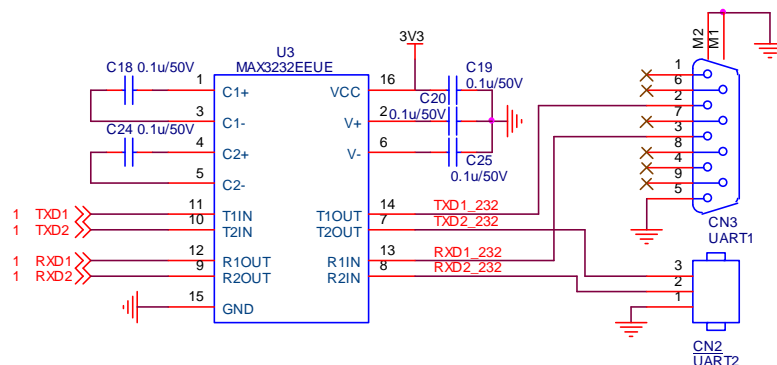 U3
MAX3232EEUE
3V3
C18 0.1u/50V
C24 0.1u/50V
C19
0.1u/50V
C20
0.1u/50V
C25
0.1u/50V
1 C1+
3 C1-
4 C2+
5 C2-
11 T1IN
10 T2IN
12 R1OUT
9 R2OUT
15 GND
VCC 16
V+ 2
V- 6
T1OUT 14
T2OUT 7
R1IN 13
R2IN 8
1 TXD1
1 TXD2
1 RXD1
1 RXD2
TXD1_232
TXD2_232
RXD1_232
RXD2_232
M2
M1
1
6
2
7
3
8
4
9
5
CN3
UART1
3
2
1
CN2
UART2